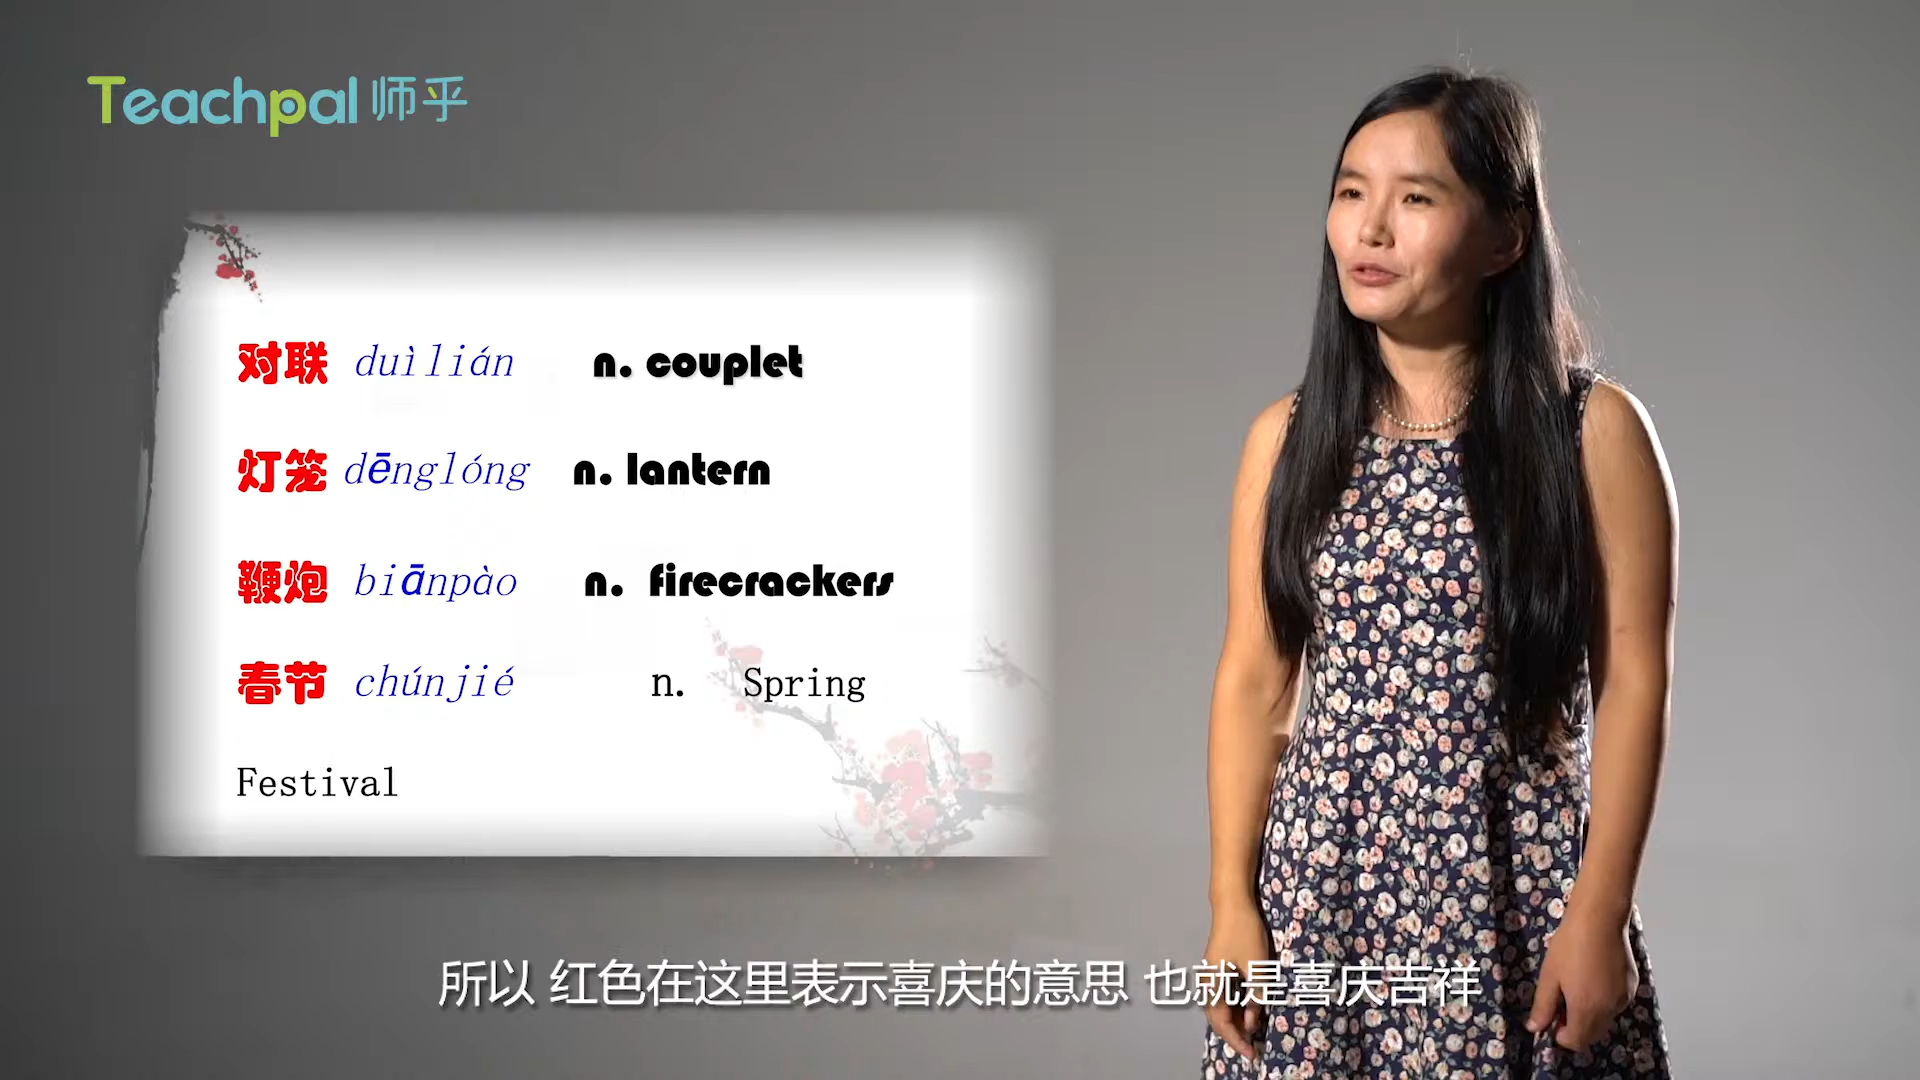 Teachpal 师乎
对联 duìlián n. couplet
灯笼 dēnglóng n. lantern
鞭炮 biānpào n. firecrackers
春节 chúnjié n. Spring
Festival
所以 红色在这里表示喜庆的意思 也就是喜庆吉祥